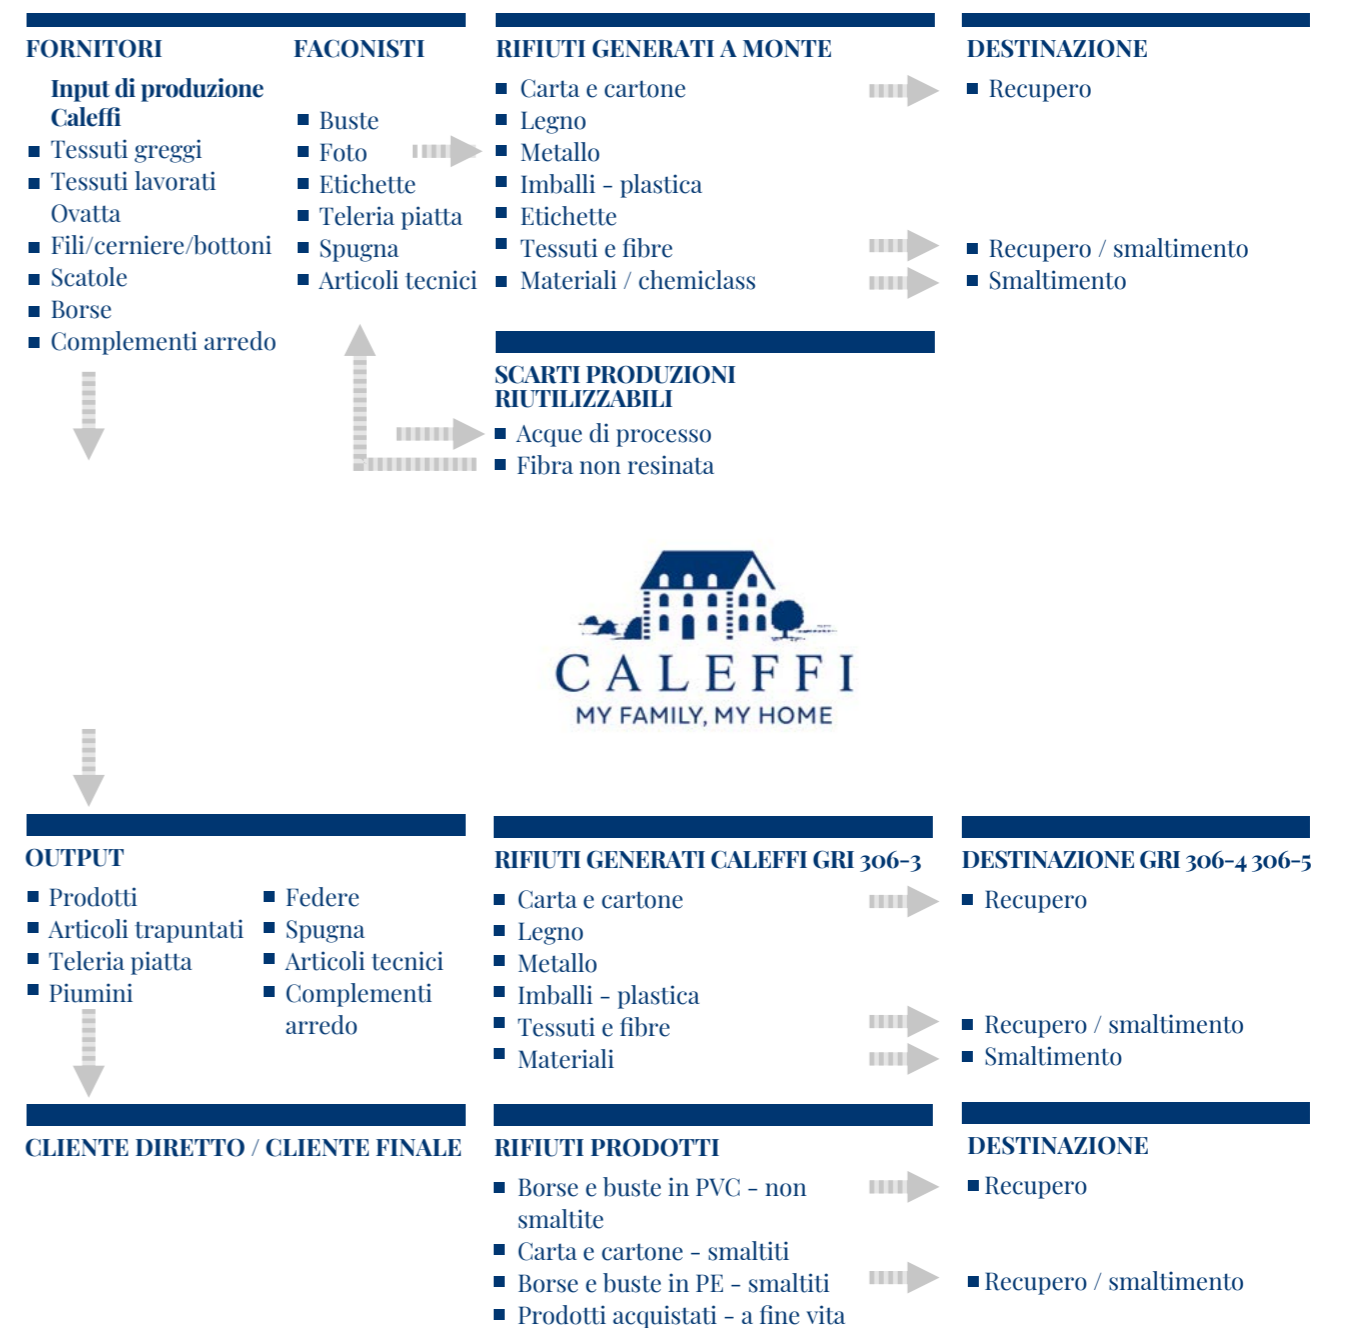 FORNITORI
Input di produzione
Caleffi
Tessuti greggi
Tessuti lavorati
Ovatta
Fili/cerniere/bottoni
Scatole
Borse
Complementi arredo
FACONISTI
Buste
Foto
Etichette
Teleria piatta
Spugna
Articoli tecnici
RIFIUTI GENERATI A MONTE
Carta e cartone
Legno
Metallo
Imballi - plastica
Etichette
Tessuti e fibre
Materiali / chemiclass
DESTINAZIONE
Recupero
Recupero / smaltimento
Smaltimento
SCARTI PRODUZIONI
RIUTILIZZABILI
Acque di processo
Fibra non resinata
CALEFFI
MY FAMILY, MY HOME
OUTPUT
Prodotti
Articoli trapuntati
Teleria piatta
Piumini
Federe
Spugna
Articoli tecnici
Complementi
arredo
RIFIUTI GENERATI CALEFFI GRI 306-3
Carta e cartone
Legno
Metallo
Imballi - plastica
Tessuti e fibre
Materiali
DESTINAZIONE GRI 306-4 306-5
Recupero
Recupero / smaltimento
Smaltimento
CLIENTE DIRETTO / CLIENTE FINALE
RIFIUTI PRODOTTI
Borse e buste in PVC - non
smaltite
Carta e cartone - smaltiti
Borse e buste in PE - smaltiti
Prodotti acquistati - a fine vita
DESTINAZIONE
Recupero
Recupero / smaltimento